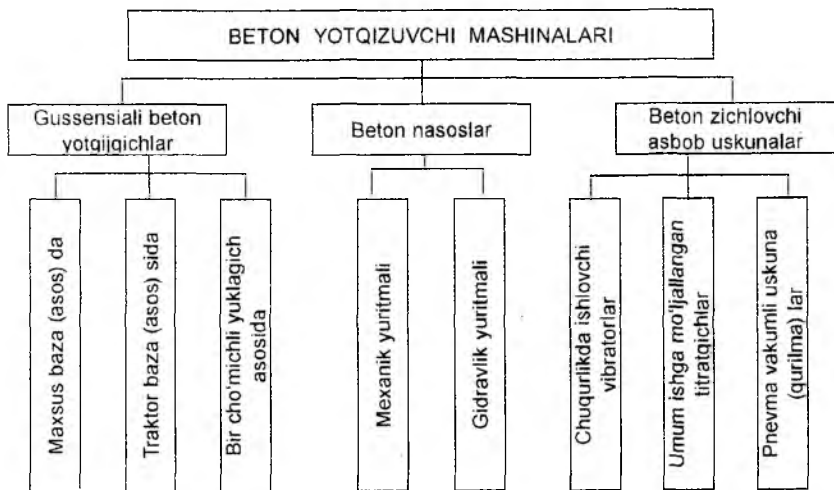 BETON YOTQIZUVCHI MASHINALARI
Gussensiali beton
yotgijgichlar
Beton nasoslar
Beton zichlovchi
asbob uskunalar
Maxsus baza (asos) da
Traktor baza (asos) sida
Bir cho'michli yuklagich
asosida
Mexanik yuritmali
Gidravlik yuritmali
Chuqurlikda ishlovchi
vibratorlar
Umum ishga mo'ljallangan
titratqichlar
Pnevma vakumli uskuna
(qurilma) lar